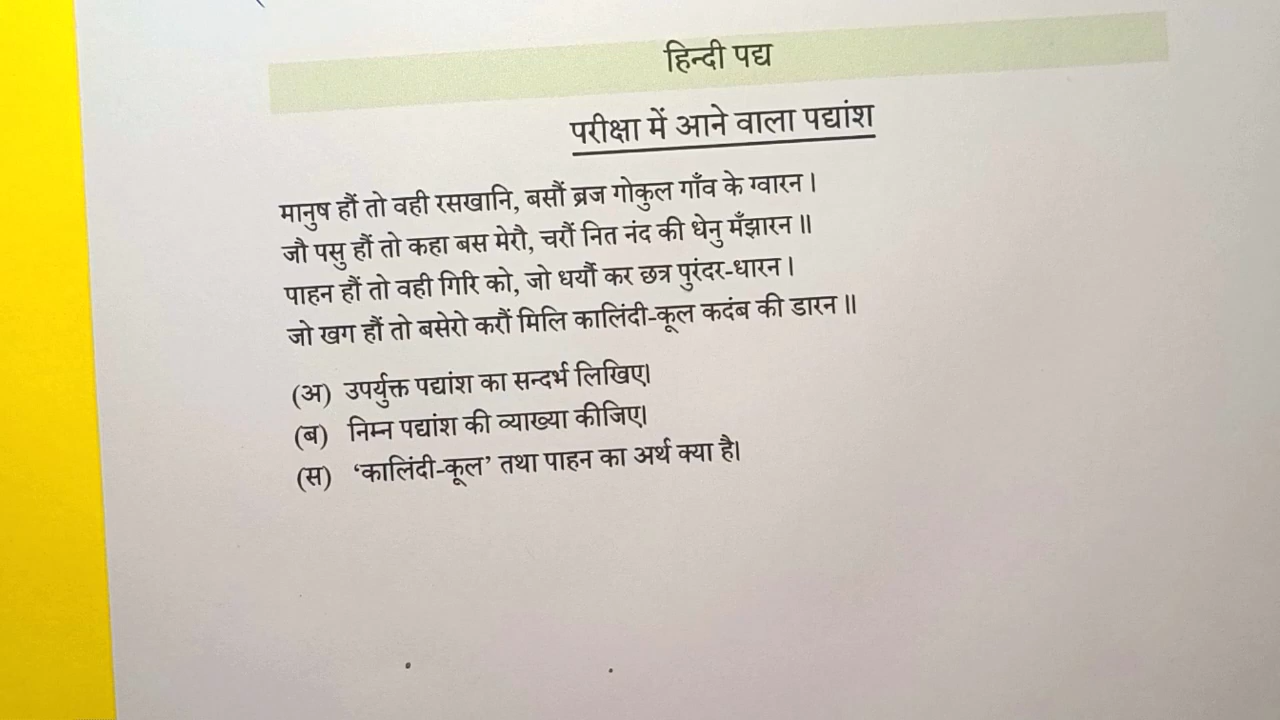 हिन्दी पद्य
परीक्षा में आने वाला पद्यांश
मानुष हौं तो वही रसखानि, बसौं ब्रज गोकुल गाँव के ग्वारन ।
जौ पसु हौं तो कहा बस मेरौ, चरौं नित नंद की धेनु मँझारन ॥
पाहन हौं तो वही गिरि को, जो धर्यौ कर छत्र पुरंदर-धारन ।
जो खग हौं तो बसेरो करौं मिलि कालिंदी-कूल कदंब की डारन ॥
(अ) उपर्युक्त पद्यांश का सन्दर्भ लिखिए।
(ब) निम्न पद्यांश की व्याख्या कीजिए।
(स) ‘कालिंदी-कूल’ तथा पाहन का अर्थ क्या है।